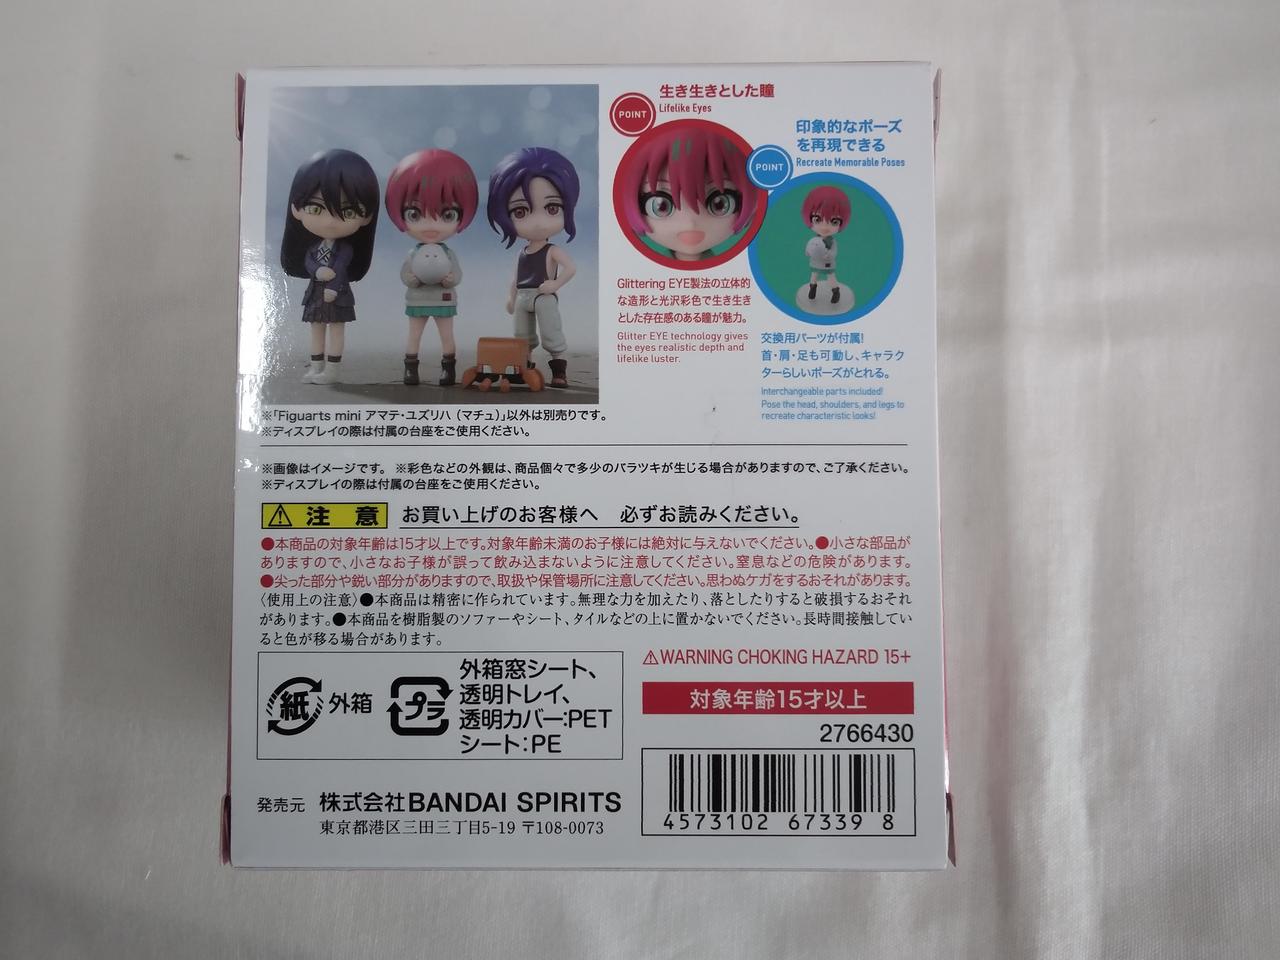 POINT
生き生きとした瞳
Lifelike Eyes
POINT
印象的なポーズ
を再現できる
Recreate Memorable Poses
Glittering EYE製法の立体的
な造形と光沢彩色で生き生き
とした存在感のある瞳が魅力。
Glitter EYE technology gives
the eyes realistic depth and
lifelike luster.
交換用パーツが付属!
首・肩・足も可動し、キャラク
ターらしいポーズがとれる。
Interchangeable parts included!
Pose the head, shoulders, and legs to
recreate characteristic looks!
※「Figuarts mini アマテ・ユズリハ（マチュ）」以外は別売りです。
※ディスプレイの際は付属の台座をご使用ください。
※画像はイメージです。 ※彩色などの外観は、商品個々で多少のバラツキが生じる場合がありますので、ご了承ください。
※ディスプレイの際は付属の台座をご使用ください。
注意 お買い上げのお客様へ 必ずお読みください。
●本商品の対象年齢は15才以上です。対象年齢未満のお子様には絶対に与えないでください。●小さな部品が
ありますので、小さなお子様が誤って飲み込まないように注意してください。窒息などの危険があります。
●尖った部分や鋭い部分がありますので、取扱や保管場所に注意してください。思わぬケガをするおそれがあります。
〈使用上の注意〉●本商品は精密に作られています。無理な力を加えたり、落としたりすると破損するおそれ
があります。●本商品を樹脂製のソファーやシート、タイルなどの上に置かないでください。長時間接触してい
ると色が移る場合があります。
紙 外箱
プラ
外箱窓シート、
透明トレイ、
透明カバー:PET
シート:PE
⚠WARNING CHOKING HAZARD 15+
対象年齢15才以上
2766430
4573102 67339 8
発売元 株式会社BANDAI SPIRITS
東京都港区三田三丁目5-19 〒108-0073